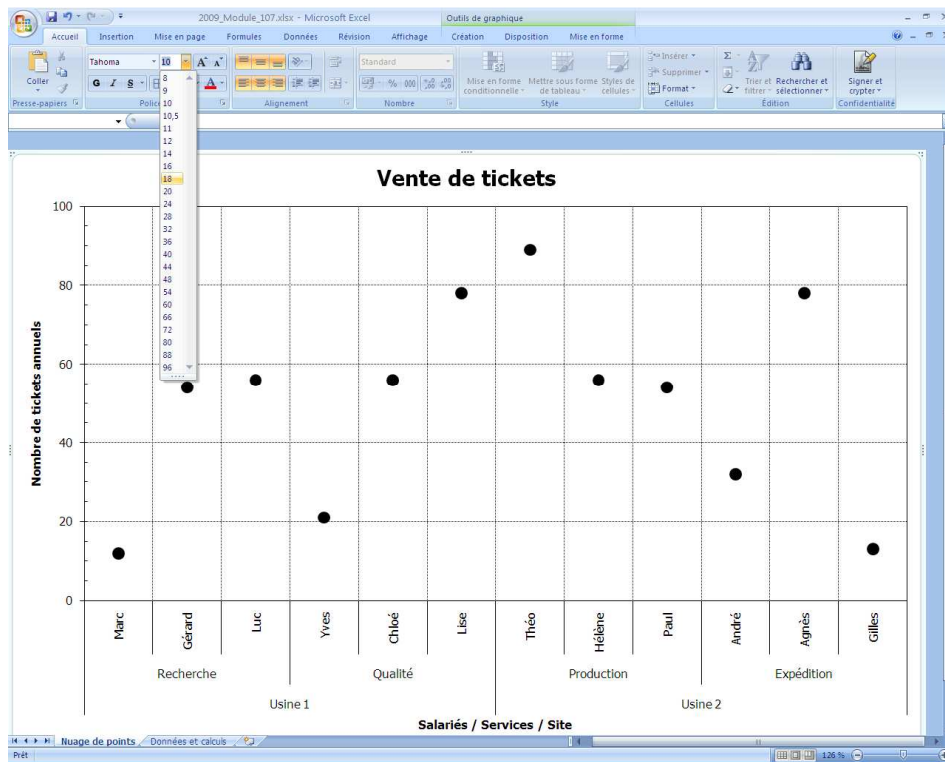 2009_Module_107.xlsx - Microsoft Excel
Outils de graphique
Accueil Insertion Mise en page Formules Données Révision Affichage Création Disposition Mise en forme
Coller
Presse-papiers
Tahoma 10
G I S
Police
Alignement
Standard
% 000
Nombre
Mise en forme conditionnelle
Mettre sous forme de tableau
Styles de cellules
Style
Insérer
Supprimer
Format
Cellules
Trier et filtrer
Rechercher et sélectionner
Édition
Signer et crypter
Confidentialité
8
9
10
10,5
11
12
14
16
18
20
24
28
32
36
40
44
48
54
60
66
72
80
88
96
Vente de tickets
Nombre de tickets annuels
100
80
60
40
20
0
Marc Gérard Luc Yves Chloé Lise Théo Hélène Paul André Agnès Gilles
Recherche Qualité Production Expédition
Usine 1 Usine 2
Salariés / Services / Site
Nuage de points Données et calculs
Prêt 126 %